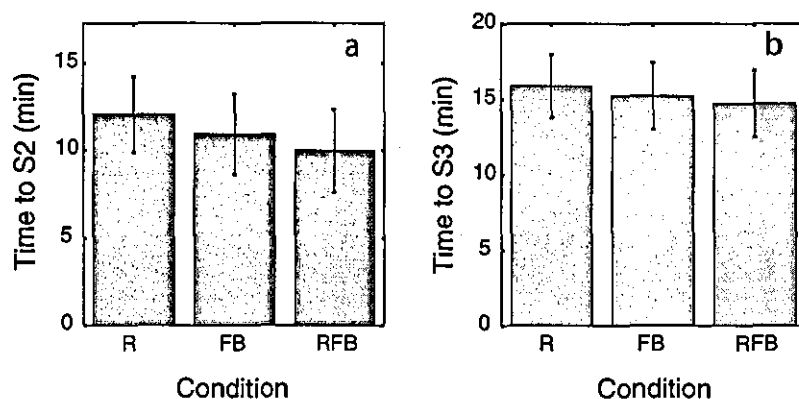 a
Time to S2 (min)
15
10
5
0
R FB RFB
Condition
b
Time to S3 (min)
20
15
10
5
0
R FB RFB
Condition